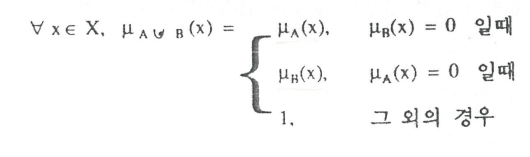 ∀ x∈ X, μ A⊍ B (x) = μA(x), μB(x) = 0 일때
μB(x), μA(x) = 0 일때
1, 그 외의 경우